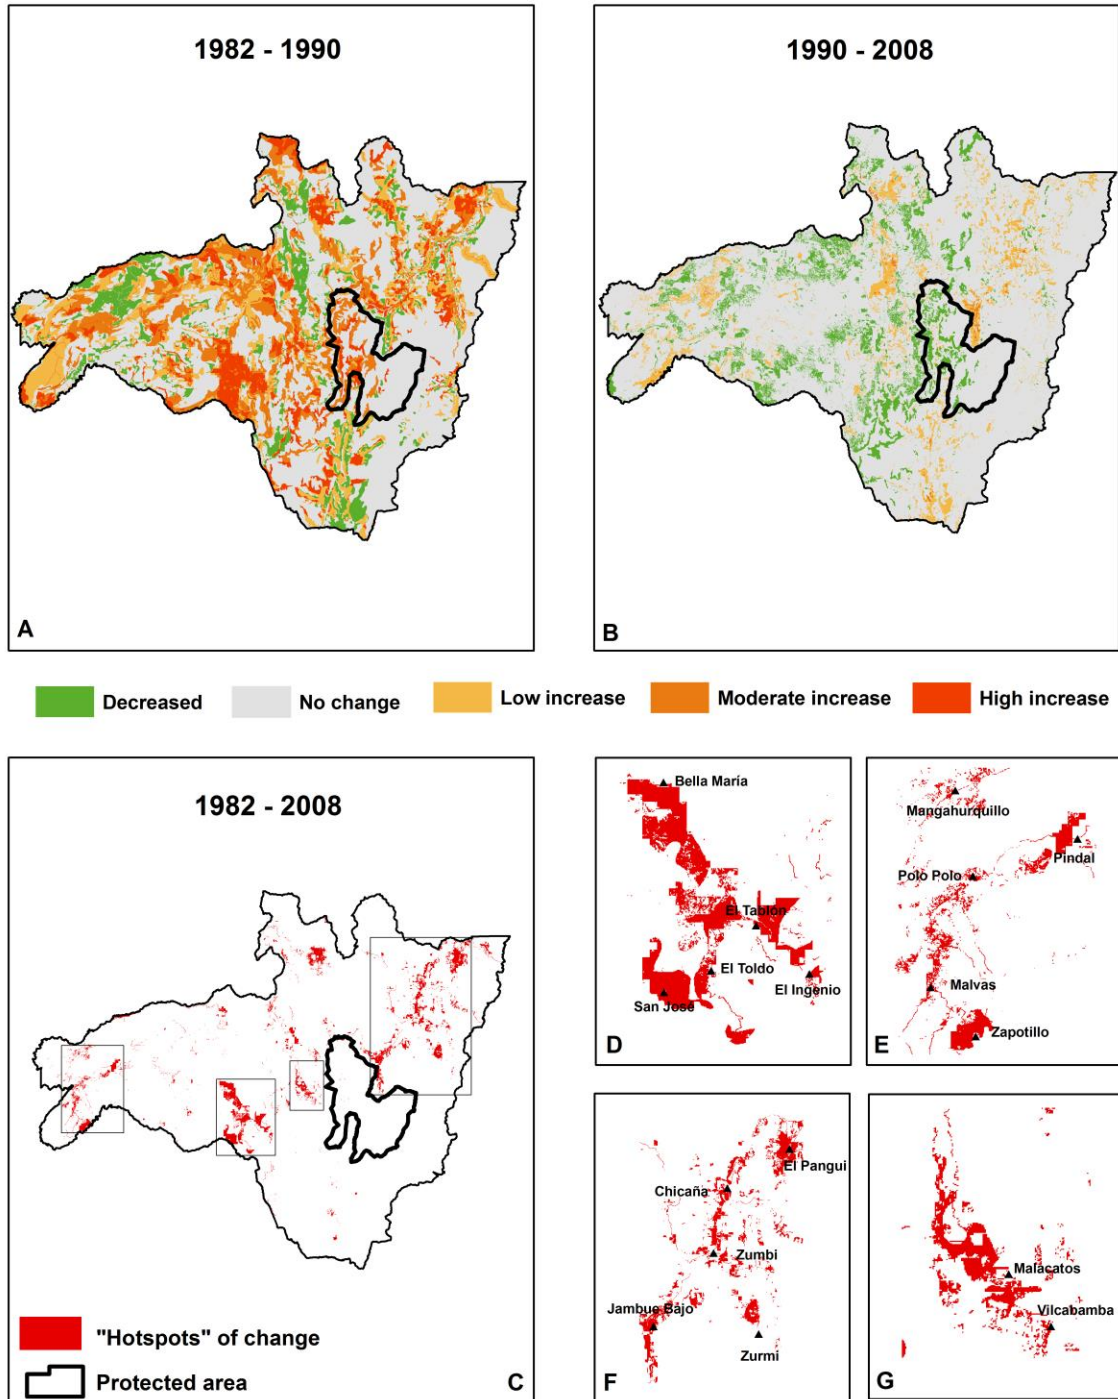 1982 - 1990
A
1990 - 2008
B
Decreased
No change
Low increase
Moderate increase
High increase
1982 - 2008
"Hotspots" of change
Protected area
C
Bella María
El Tablón
El Toldo
San José
El Ingenio
D
Mangahurquillo
Pindal
Polo Polo
Malvas
Zapotillo
E
El Pangui
Chicaña
Zumbi
Jambue Bajo
Zurmi
F
Malacatos
Vilcabamba
G